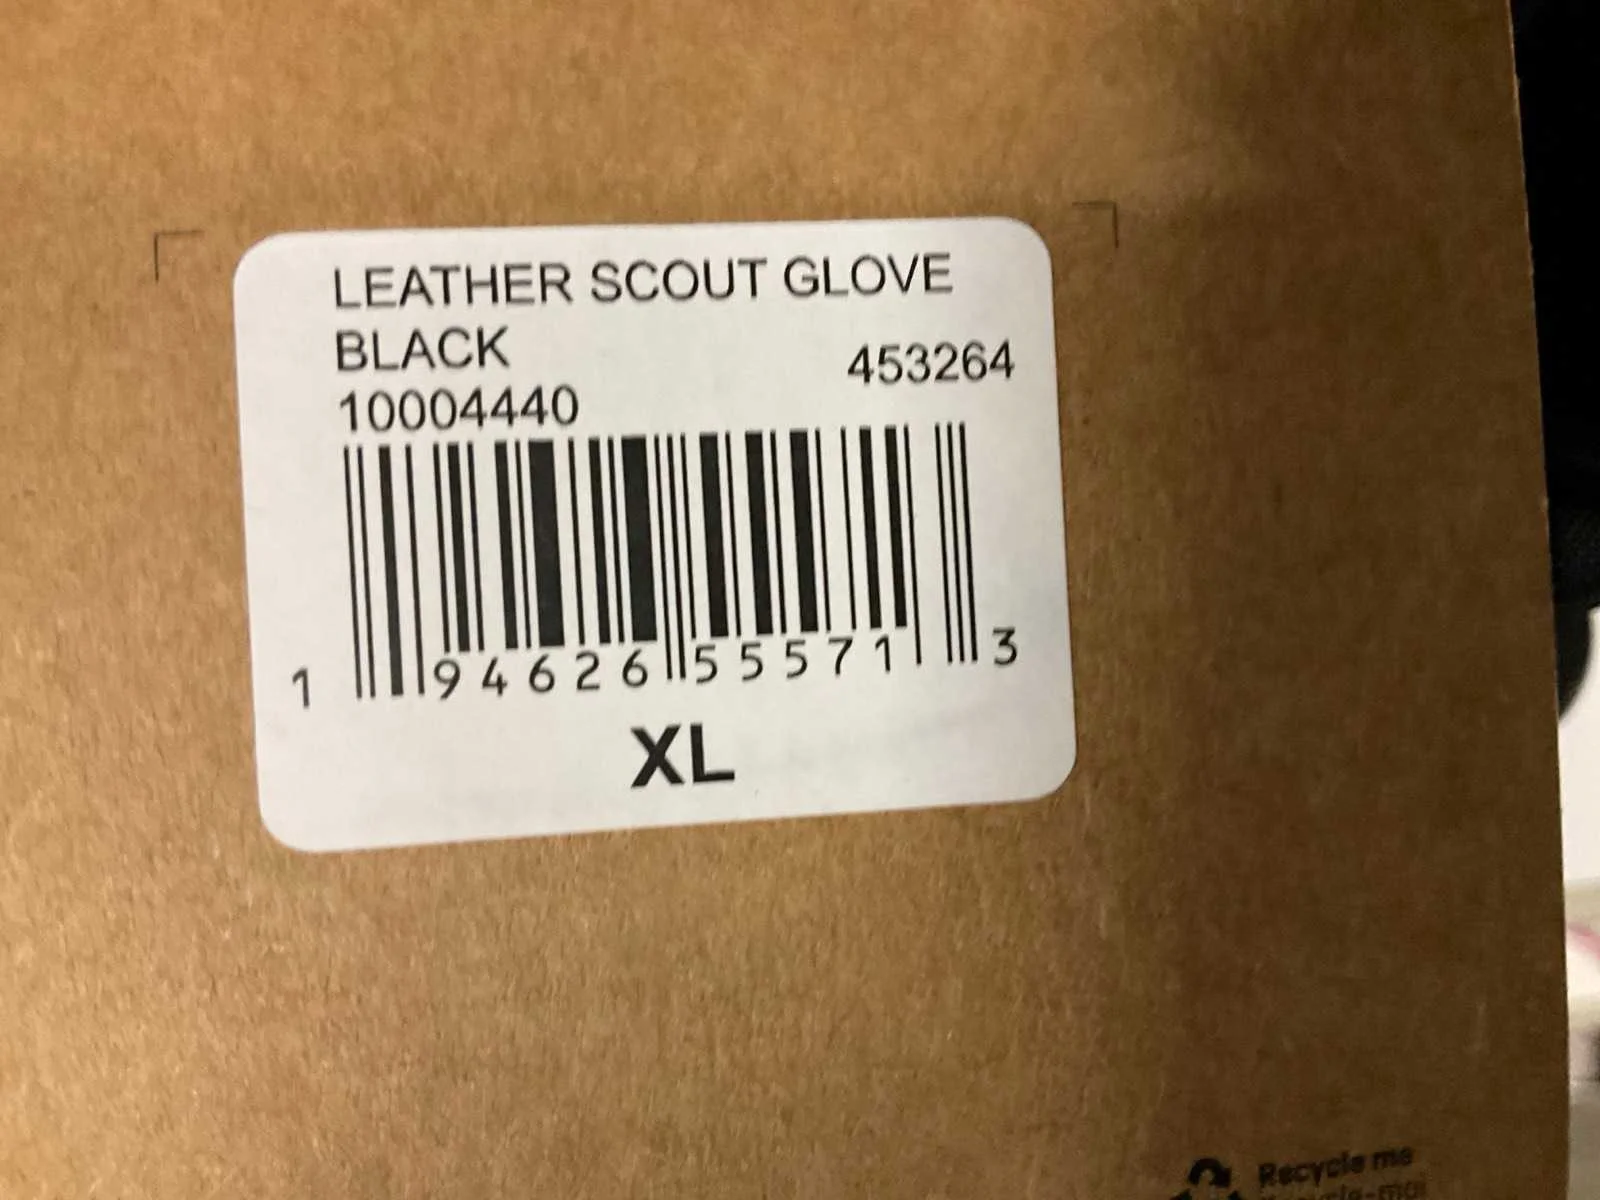 LEATHER SCOUT GLOVE
BLACK
453264
10004440
1 94626 55571 3
XL
Recycle me